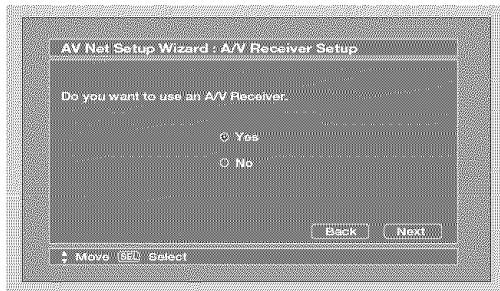 AV Net Setup Wizard : A/V Receiver Setup
Do you want to use an A/V Receiver.
Yes
No
Back Next
Move SEL Select